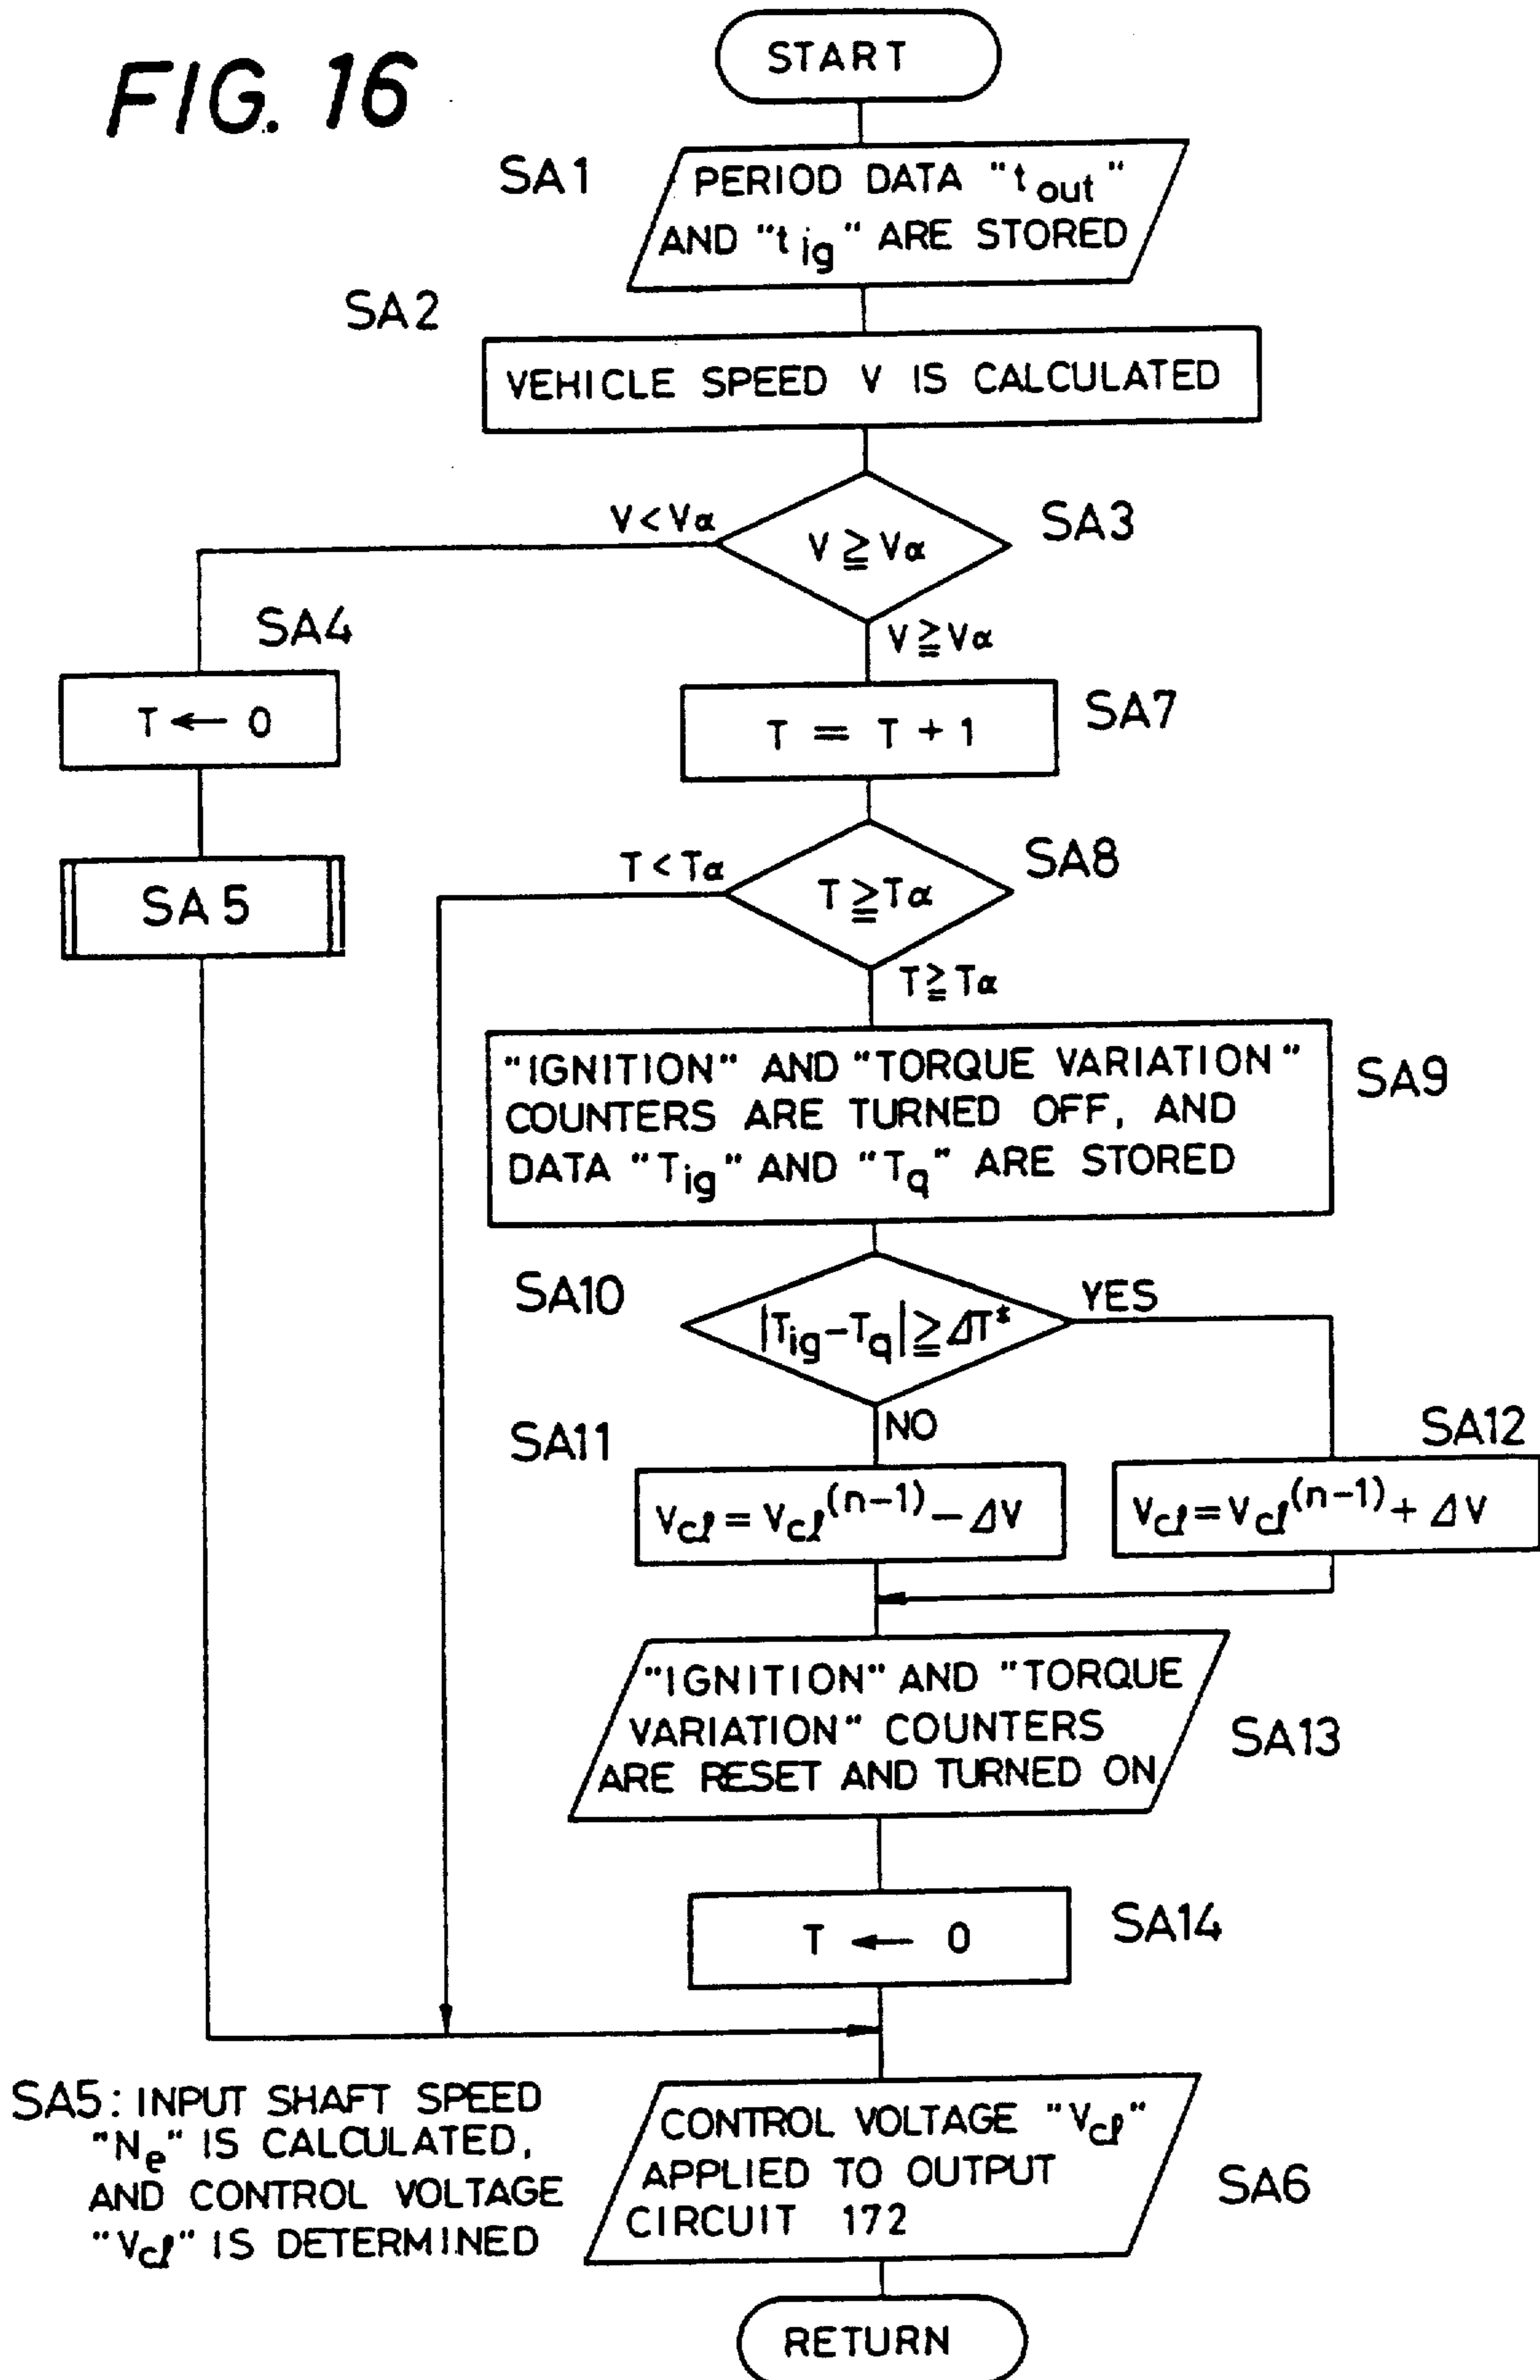 FIG. 16
START
SA1
PERIOD DATA "tout"
AND "tig" ARE STORED
SA2
VEHICLE SPEED V IS CALCULATED
V<Vα
V≧Vα
SA3
V≧Vα
SA4
T ← 0
T = T + 1
SA7
SA5
T<Tα
T≧Tα
SA8
T≧Tα
"IGNITION" AND "TORQUE VARIATION"
COUNTERS ARE TURNED OFF, AND
DATA "Tig" AND "Tq" ARE STORED
SA9
SA10
|Tig-Tq|≧ΔT*
YES
NO
SA11
Vcl=Vcl(n-1)-ΔV
SA12
Vcl=Vcl(n-1)+ΔV
"IGNITION" AND "TORQUE
VARIATION" COUNTERS
ARE RESET AND TURNED ON
SA13
T ← 0
SA14
SA5: INPUT SHAFT SPEED
"Ne" IS CALCULATED,
AND CONTROL VOLTAGE
"Vcl" IS DETERMINED
CONTROL VOLTAGE "Vcl"
APPLIED TO OUTPUT
CIRCUIT 172
SA6
RETURN